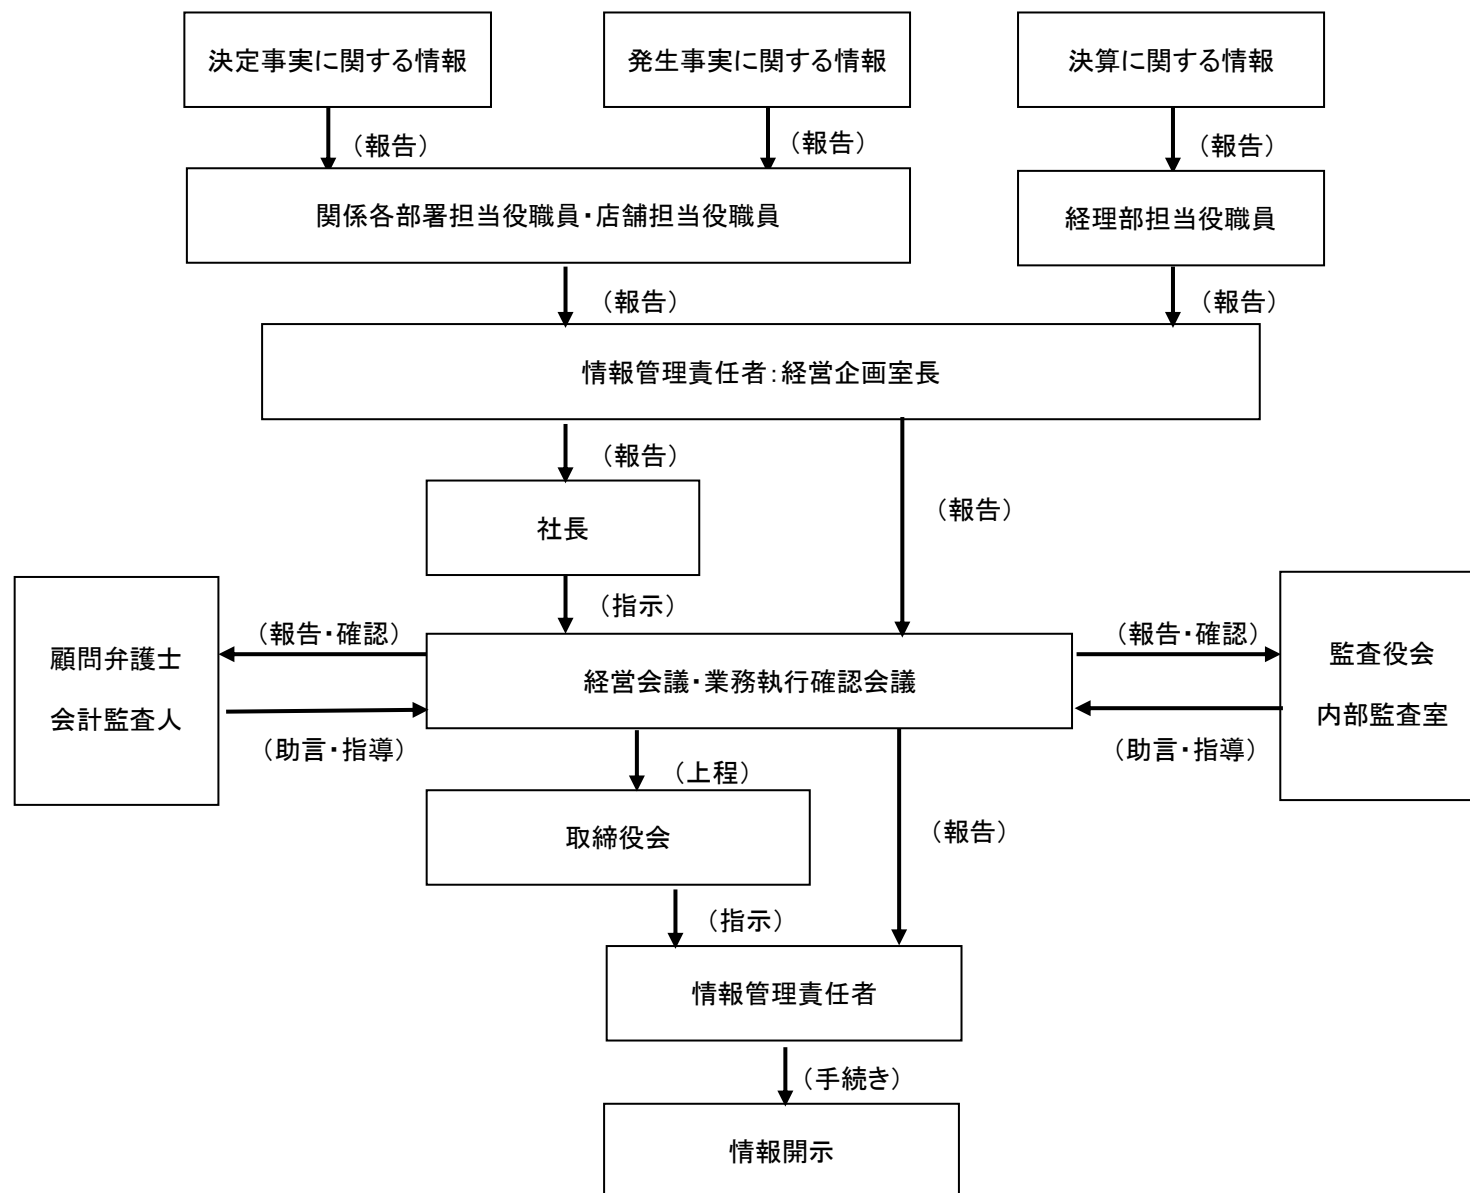 決定事実に関する情報
発生事実に関する情報
決算に関する情報
（報告）
（報告）
（報告）
関係各部署担当役職員・店舗担当役職員
経理部担当役職員
（報告）
（報告）
情報管理責任者：経営企画室長
（報告）
（報告）
社長
（指示）
顧問弁護士
会計監査人
（報告・確認）
（助言・指導）
経営会議・業務執行確認会議
（報告・確認）
（助言・指導）
監査役会
内部監査室
（上程）
（報告）
取締役会
（指示）
情報管理責任者
（手続き）
情報開示